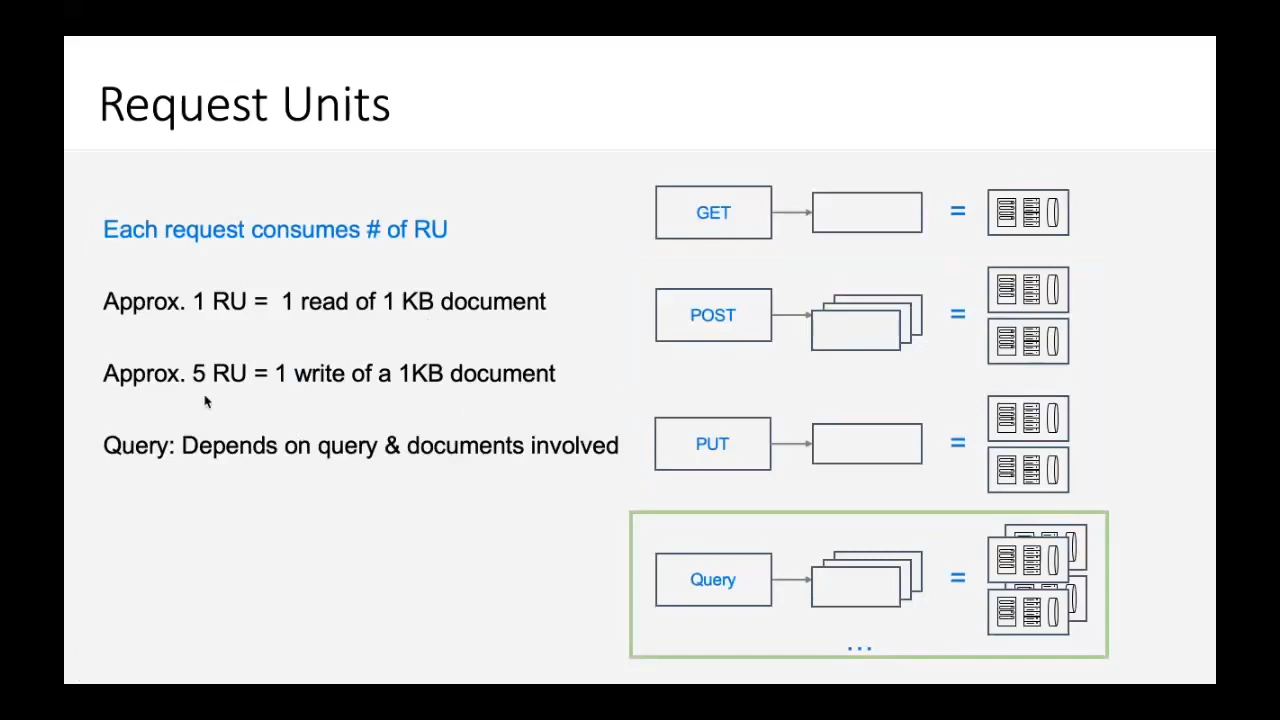 Request Units
Each request consumes # of RU
Approx. 1 RU = 1 read of 1 KB document
Approx. 5 RU = 1 write of a 1KB document
Query: Depends on query & documents involved
GET
=
POST
=
PUT
=
Query
=
...